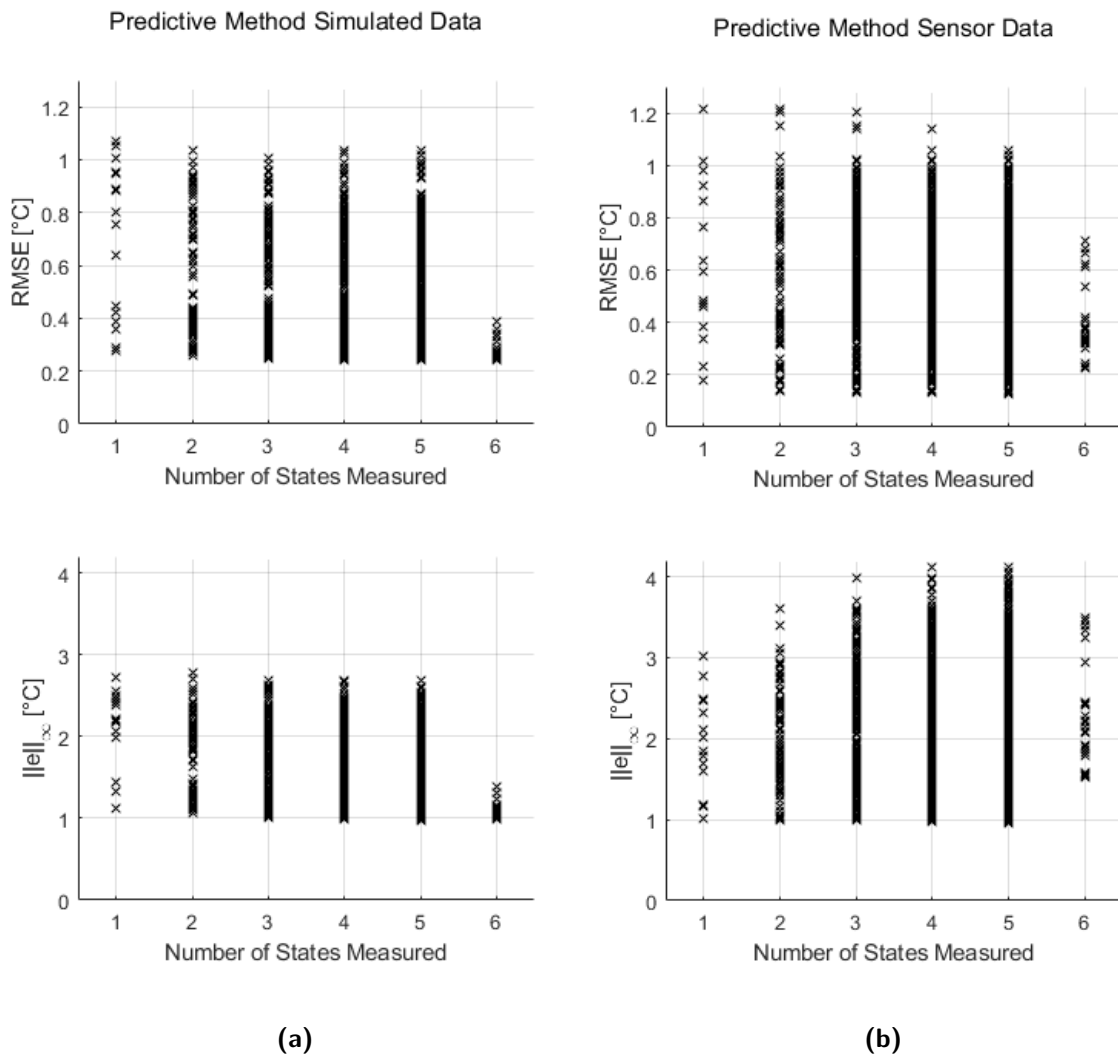 Predictive Method Simulated Data
RMSE [°C]
1.2
1
0.8
0.6
0.4
0.2
0
1 2 3 4 5 6
Number of States Measured
Predictive Method Sensor Data
RMSE [°C]
1.2
1
0.8
0.6
0.4
0.2
0
1 2 3 4 5 6
Number of States Measured
||e||∞ [°C]
4
3
2
1
0
1 2 3 4 5 6
Number of States Measured
||e||∞ [°C]
4
3
2
1
0
1 2 3 4 5 6
Number of States Measured
(a)
(b)